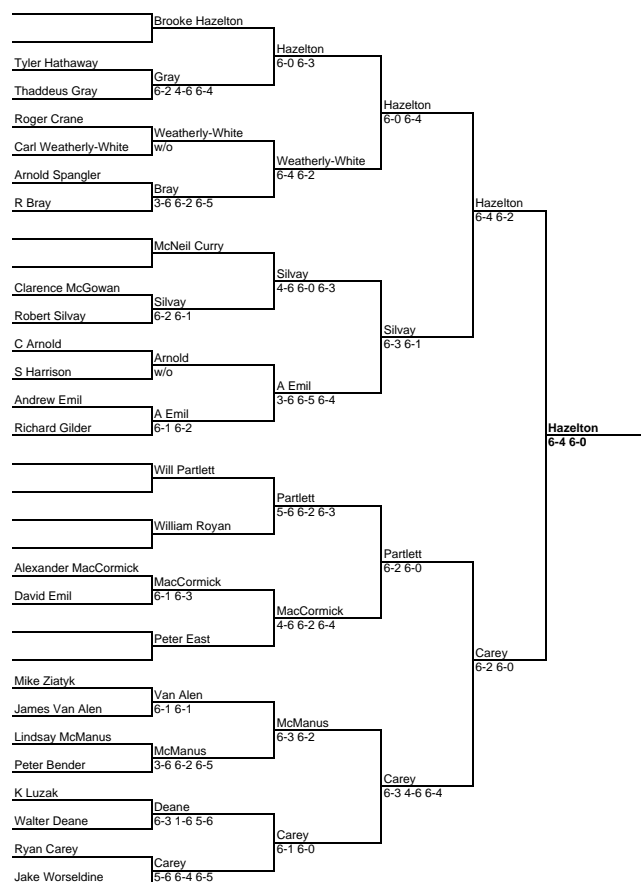 Brooke Hazelton
Hazelton
6-0 6-3
Tyler Hathaway
Gray
6-2 4-6 6-4
Thaddeus Gray
Hazelton
6-0 6-4
Roger Crane
Weatherly-White
w/o
Carl Weatherly-White
Weatherly-White
6-4 6-2
Arnold Spangler
Bray
3-6 6-2 6-5
R Bray
Hazelton
6-4 6-2
McNeil Curry
Silvay
4-6 6-0 6-3
Clarence McGowan
Silvay
6-2 6-1
Robert Silvay
Silvay
6-3 6-1
C Arnold
Arnold
w/o
S Harrison
A Emil
3-6 6-5 6-4
Andrew Emil
A Emil
6-1 6-2
Richard Gilder
Hazelton
6-4 6-0
Will Partlett
Partlett
5-6 6-2 6-3
William Royan
Partlett
6-2 6-0
Alexander MacCormick
MacCormick
6-1 6-3
David Emil
MacCormick
4-6 6-2 6-4
Peter East
Carey
6-2 6-0
Mike Ziatyk
Van Alen
6-1 6-1
James Van Alen
McManus
6-3 6-2
Lindsay McManus
McManus
3-6 6-2 6-5
Peter Bender
Carey
6-3 4-6 6-4
K Luzak
Deane
6-3 1-6 5-6
Walter Deane
Carey
6-1 6-0
Ryan Carey
Carey
5-6 6-4 6-5
Jake Worseldine